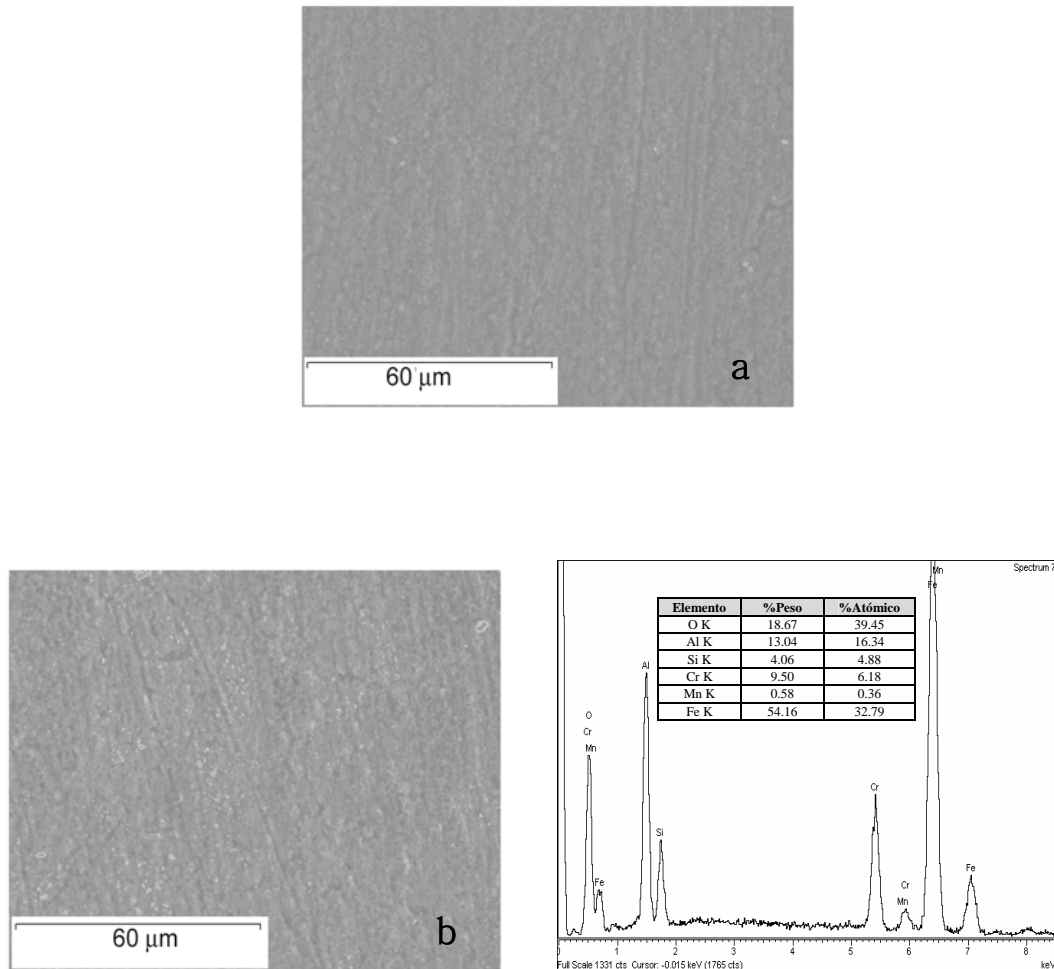 60 µm
a
60 µm
b
Spectrum 7
Mn
Fe
Elemento %Peso %Atómico
O K 18.67 39.45
Al K 13.04 16.34
Si K 4.06 4.88
Cr K 9.50 6.18
Mn K 0.58 0.36
Fe K 54.16 32.79
Al
O
Cr
Mn
Si
Fe
Cr
Cr
Mn
Fe
0 1 2 3 4 5 6 7 8
Full Scale 1331 cts Cursor: -0.015 keV (1765 cts) keV